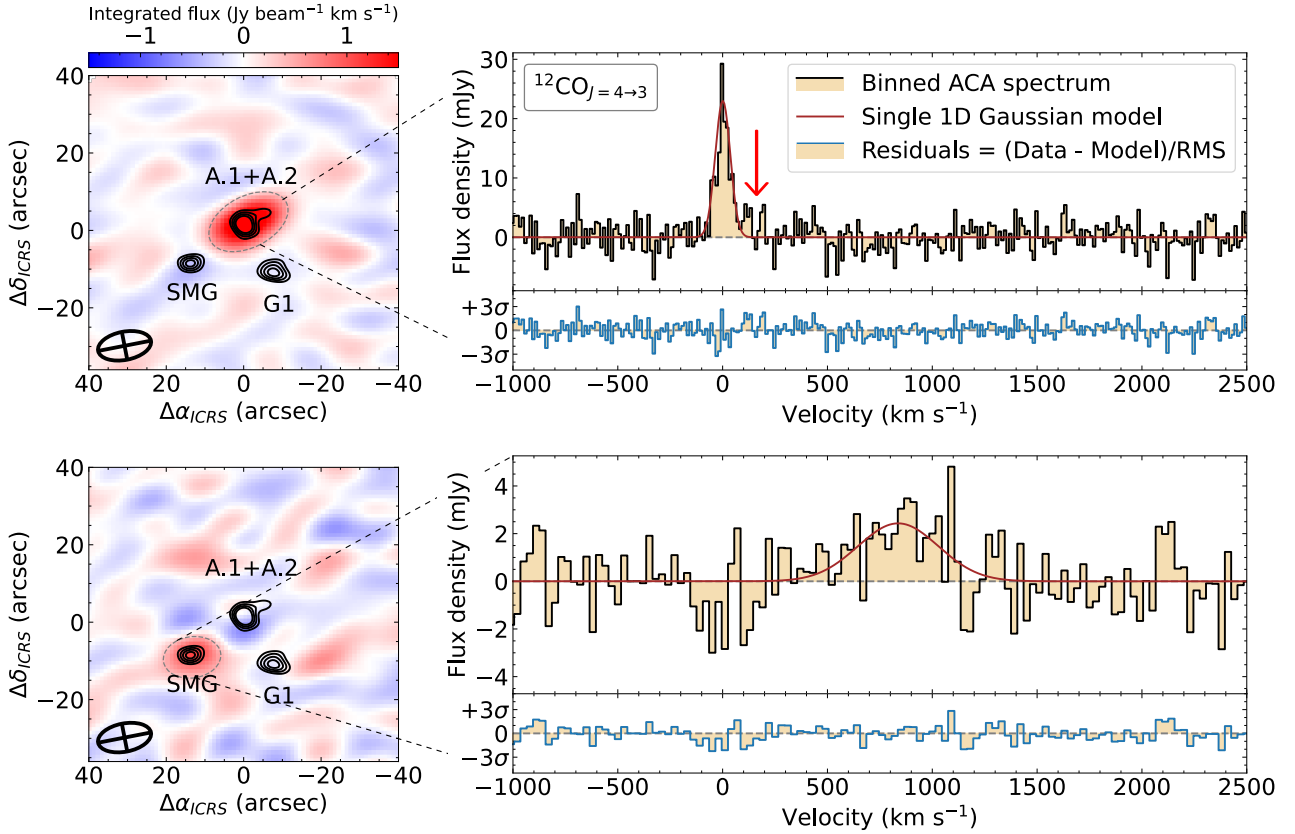 Integrated flux (Jy beam⁻¹ km s⁻¹)
−1 0 1
40
20
0
−20
Δδ_ICRS (arcsec)
A.1+A.2
SMG
G1
40 20 0 −20 −40
Δα_ICRS (arcsec)
30
20
10
0
Flux density (mJy)
¹²CO_J=4→3
Binned ACA spectrum
Single 1D Gaussian model
Residuals = (Data - Model)/RMS
+3σ
0
−3σ
−1000 −500 0 500 1000 1500 2000 2500
Velocity (km s⁻¹)
40
20
0
−20
Δδ_ICRS (arcsec)
A.1+A.2
SMG
G1
40 20 0 −20 −40
Δα_ICRS (arcsec)
4
2
0
−2
−4
Flux density (mJy)
+3σ
0
−3σ
−1000 −500 0 500 1000 1500 2000 2500
Velocity (km s⁻¹)